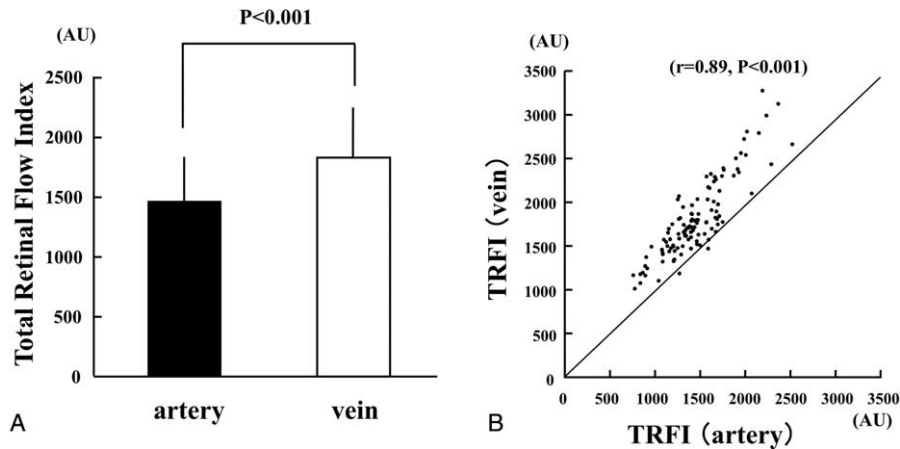 P<0.001
(AU)
Total Retinal Flow Index
2500
2000
1500
1000
500
0
artery
vein
A
(AU)
(r=0.89, P<0.001)
TRFI (vein)
3500
3000
2500
2000
1500
1000
500
0
0 500 1000 1500 2000 2500 3000 3500
(AU)
TRFI (artery)
B